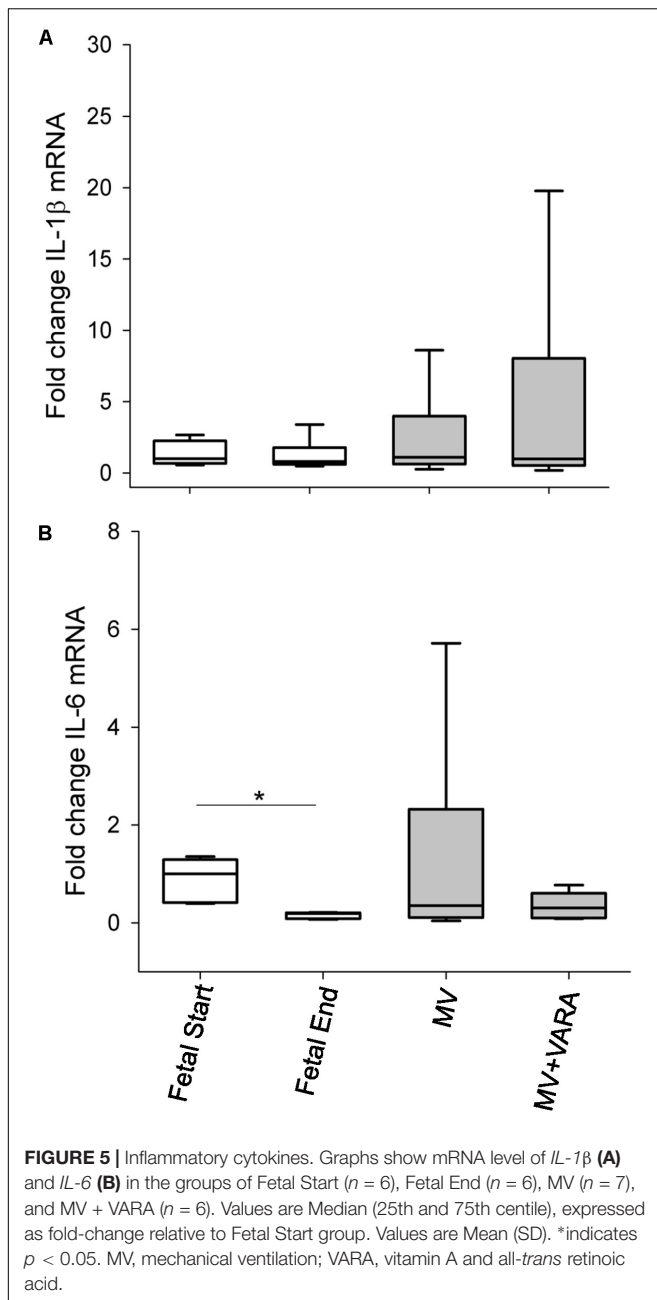 A
30
25
20
15
10
5
0
Fold change IL-1β mRNA
B
8
6
4
2
0
Fold change IL-6 mRNA
*
Fetal Start
Fetal End
MV
MV+VARA
FIGURE 5 | Inflammatory cytokines. Graphs show mRNA level of IL-1β (A)
and IL-6 (B) in the groups of Fetal Start (n = 6), Fetal End (n = 6), MV (n = 7),
and MV + VARA (n = 6). Values are Median (25th and 75th centile), expressed
as fold-change relative to Fetal Start group. Values are Mean (SD). *indicates
p < 0.05. MV, mechanical ventilation; VARA, vitamin A and all-trans retinoic
acid.